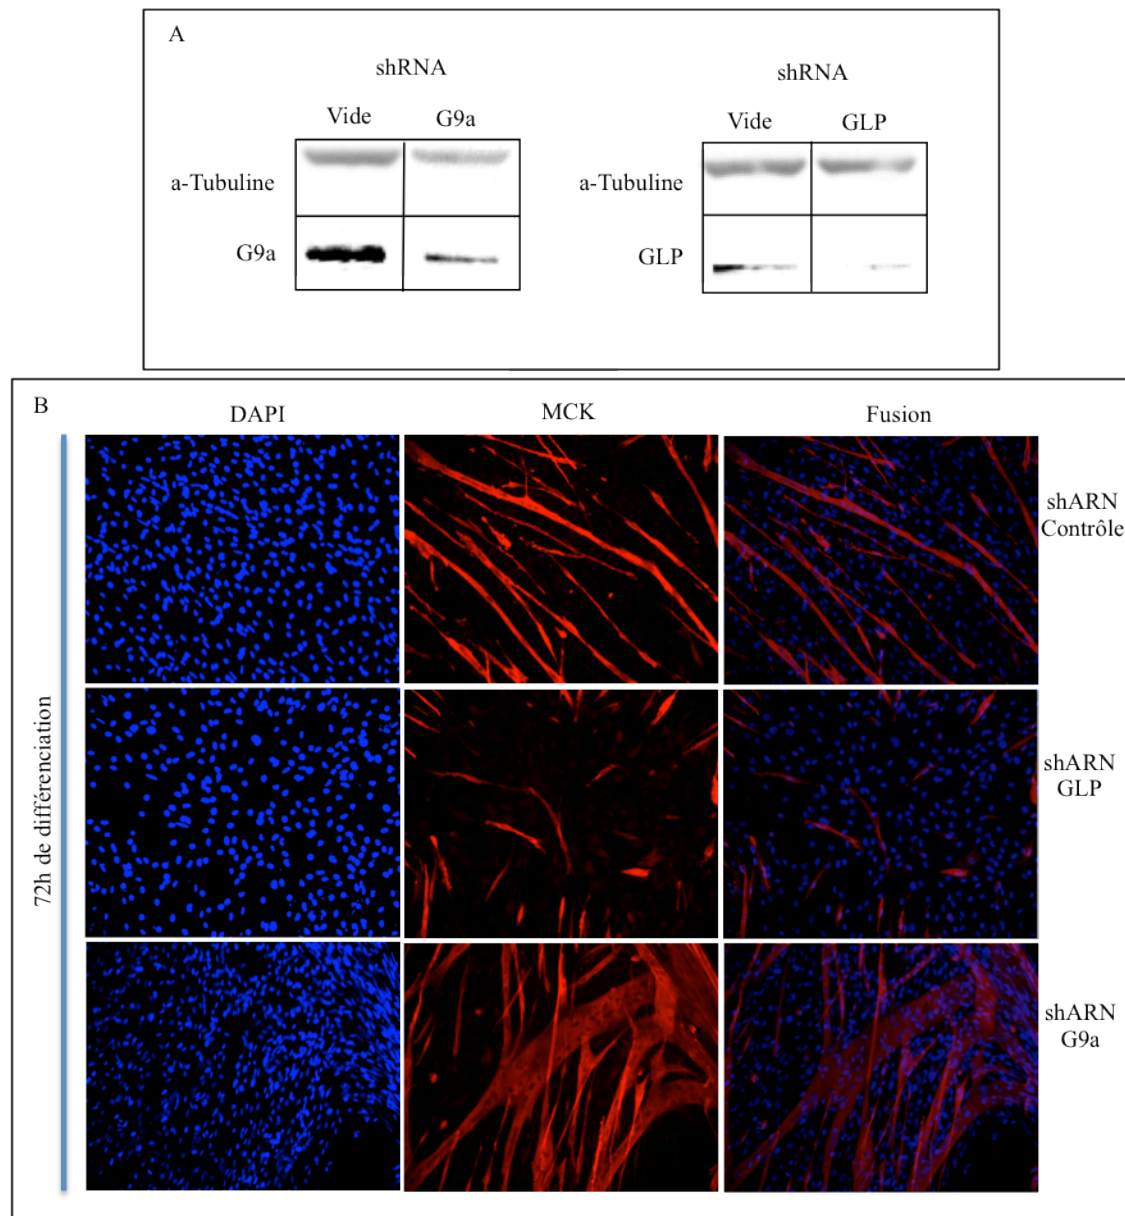 A
shRNA
Vide G9a
a-Tubuline
G9a
shRNA
Vide GLP
a-Tubuline
GLP
B
DAPI MCK Fusion
72h de différenciation
shARN
Contrôle
shARN
GLP
shARN
G9a